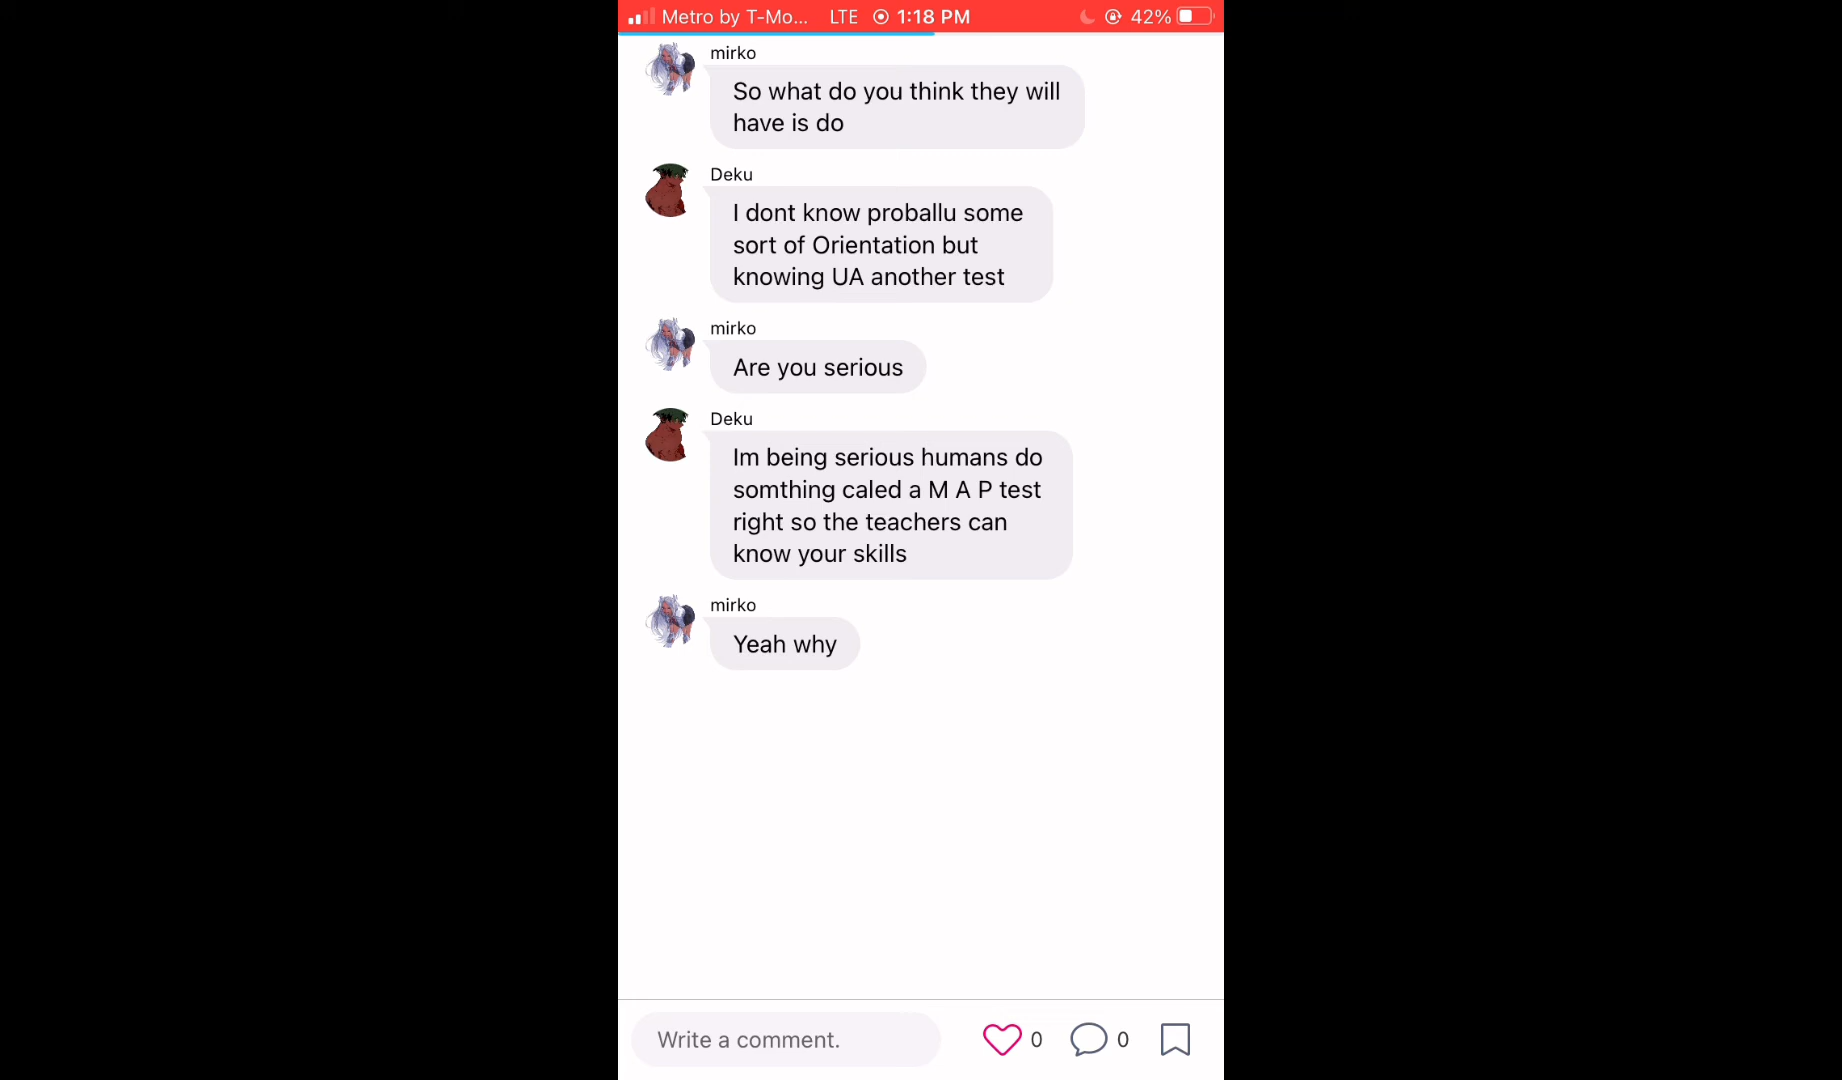 Metro by T-Mo... LTE 1:18 PM 42%
mirko
So what do you think they will
have is do
Deku
I dont know proballu some
sort of Orientation but
knowing UA another test
mirko
Are you serious
Deku
Im being serious humans do
somthing caled a M A P test
right so the teachers can
know your skills
mirko
Yeah why
Write a comment. 0 0